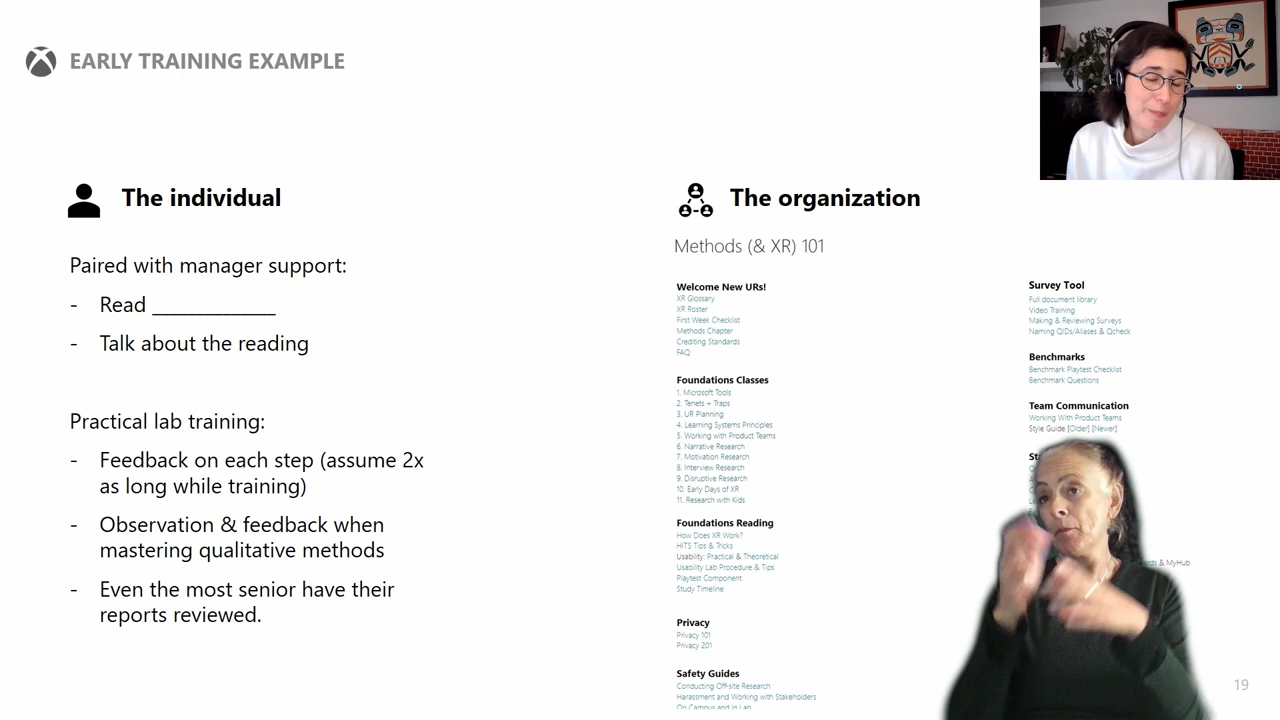 EARLY TRAINING EXAMPLE
The individual
Paired with manager support:
- Read ____________
- Talk about the reading
Practical lab training:
- Feedback on each step (assume 2x
as long while training)
- Observation & feedback when
mastering qualitative methods
- Even the most senior have their
reports reviewed.
The organization
Methods (& XR) 101
Welcome New URs!
XR Glossary
XR Roster
First Week Checklist
Methods Chapter
Crediting Standards
FAQ
Foundations Classes
1. Microsoft Tools
2. Tenets + Traps
3. UR Planning
4. Learning Systems Principles
5. Working with Product Teams
6. Narrative Research
7. Motivation Research
8. Interview Research
9. Disruptive Research
10. Early Days of XR
11. Research with Kids
Foundations Reading
How Does XR Work?
HITS Tips & Tricks
Usability: Practical & Theoretical
Usability Lab Procedure & Tips
Playtest Component
Study Timeline
Privacy
Privacy 101
Privacy 201
Safety Guides
Conducting Off-site Research
Harassment and Working with Stakeholders
On Campus and In Lab
Survey Tool
Full document library
Video Training
Making & Reviewing Surveys
Naming QIDs/Aliases & Qcheck
Benchmarks
Benchmark Playtest Checklist
Benchmark Questions
Team Communication
Working With Product Teams
Style Guide [Older] [Newer]
& MyHub
19